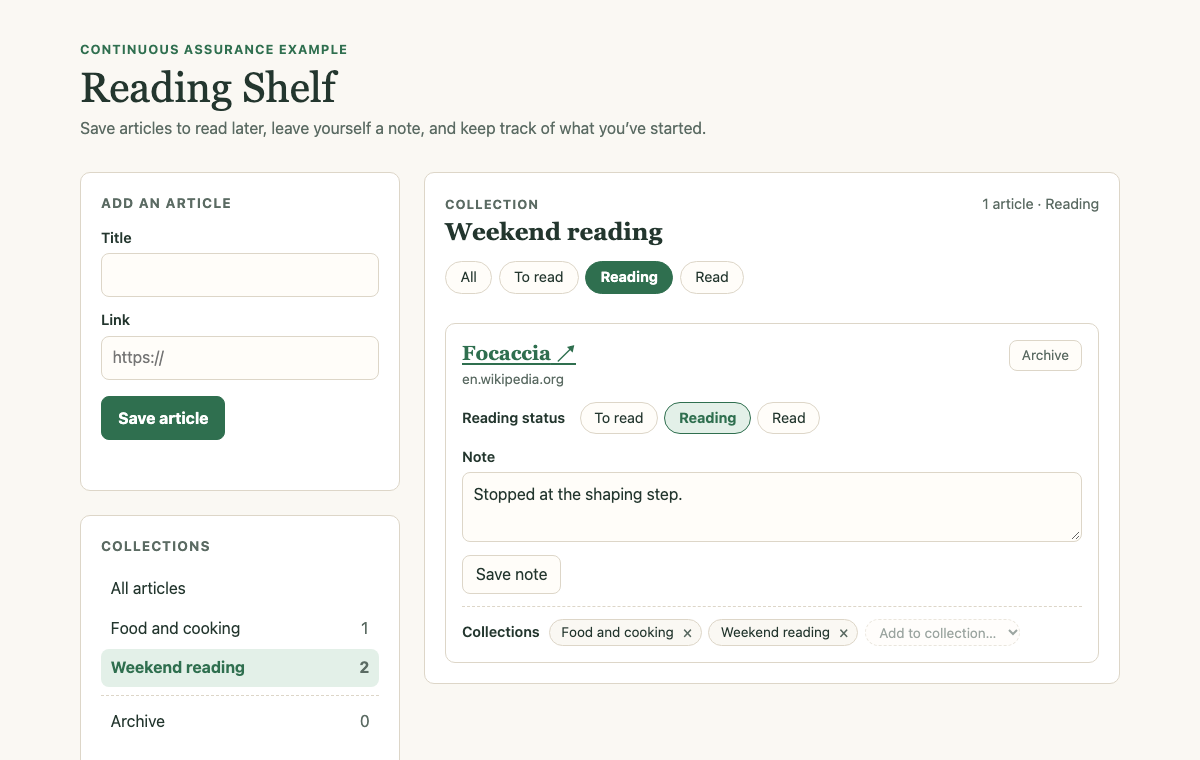 CONTINUOUS ASSURANCE EXAMPLE
Reading Shelf
Save articles to read later, leave yourself a note, and keep track of what you’ve started.
ADD AN ARTICLE
Title
Link
https://
Save article
COLLECTIONS
All articles
Food and cooking 1
Weekend reading 2
Archive 0
COLLECTION
1 article · Reading
Weekend reading
All To read Reading Read
Focaccia ↗
Archive
en.wikipedia.org
Reading status To read Reading Read
Note
Stopped at the shaping step.
Save note
Collections Food and cooking × Weekend reading × Add to collection...